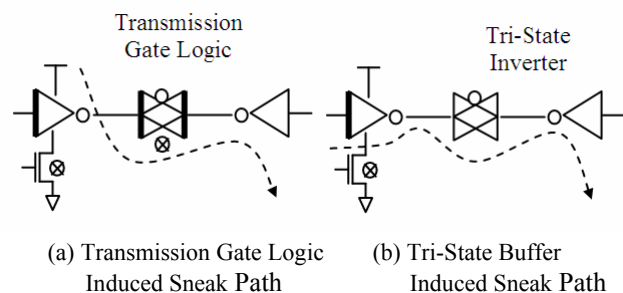 Transmission
Gate Logic
Tri-State
Inverter
(a) Transmission Gate Logic
Induced Sneak Path
(b) Tri-State Buffer
Induced Sneak Path